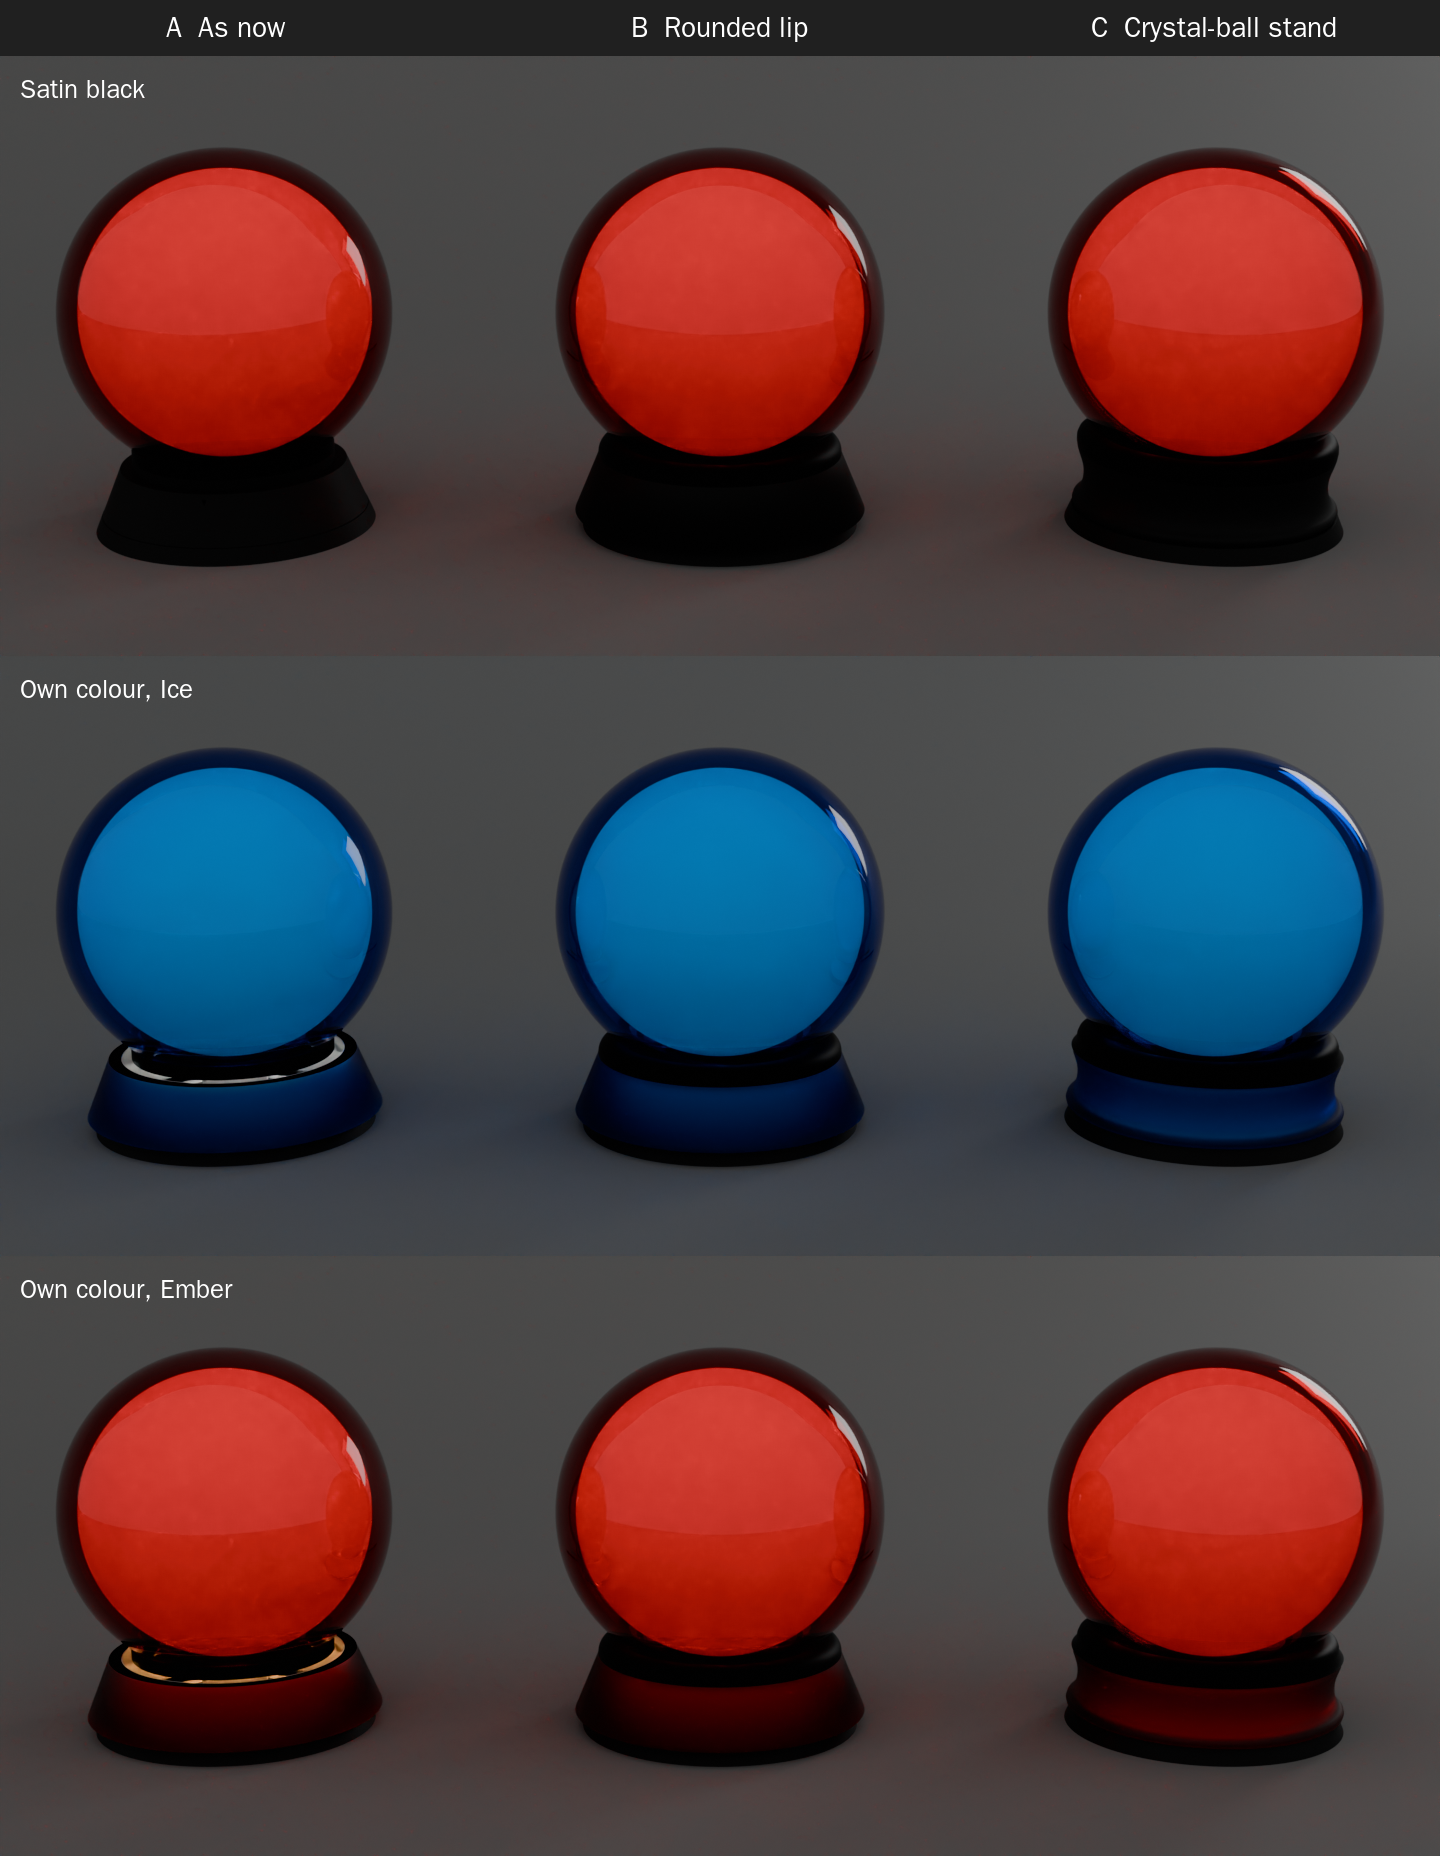 A As now
B Rounded lip
C Crystal-ball stand
Satin black
Own colour, Ice
Own colour, Ember